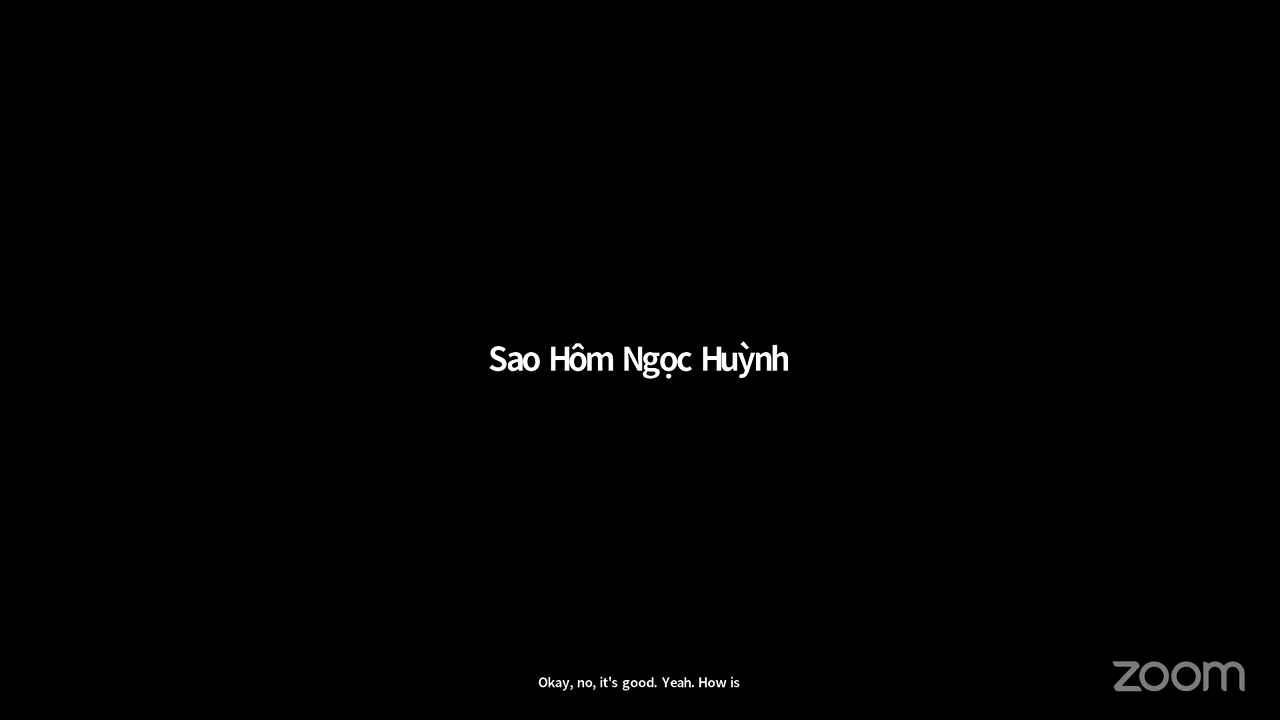 Sao Hôm Ngọc Huỳnh
Okay, no, it's good. Yeah. How is
zoom